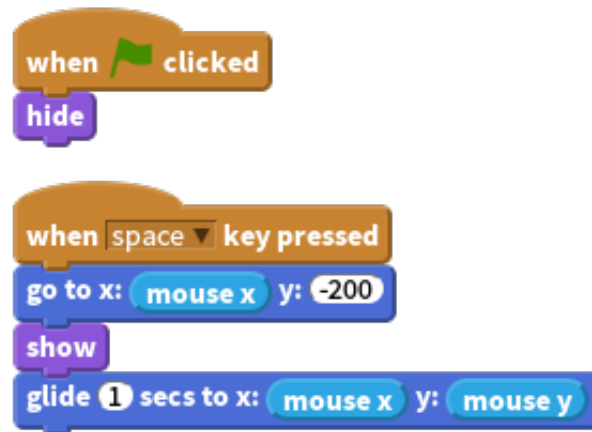 when clicked
hide
when space ▼ key pressed
go to x: mouse x y: -200
show
glide 1 secs to x: mouse x y: mouse y